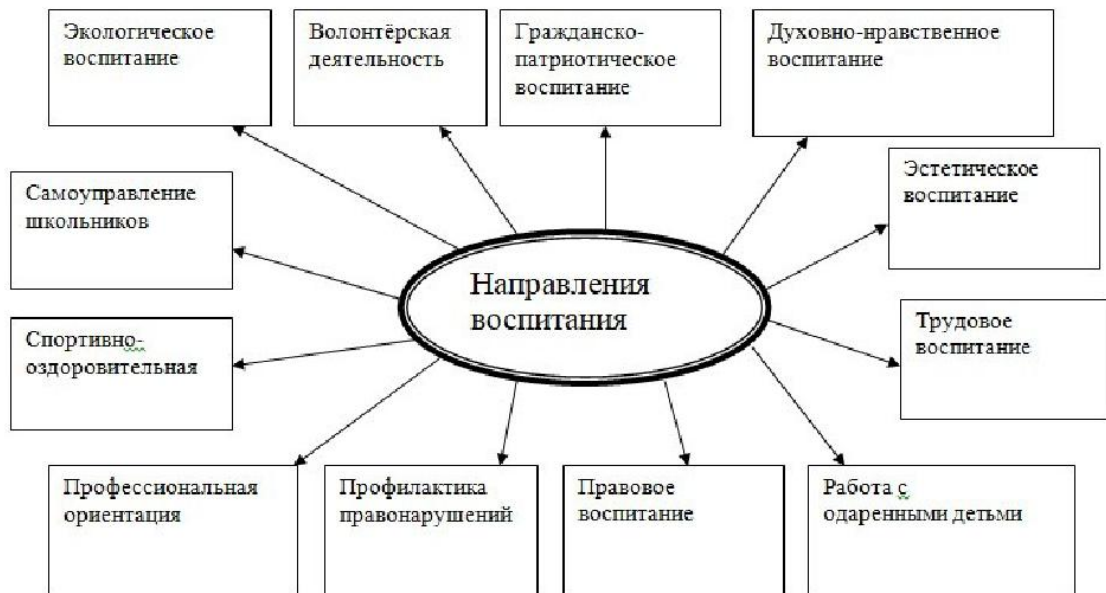 Экологическое
воспитание
Волонтёрская
деятельность
Гражданско-
патриотическое
воспитание
Духовно-нравственное
воспитание
Самоуправление
школьников
Эстетическое
воспитание
Направления
воспитания
Спортивно-
оздоровительная
Трудовое
воспитание
Профессиональная
ориентация
Профилактика
правонарушений
Правовое
воспитание
Работа с
одаренными детьми